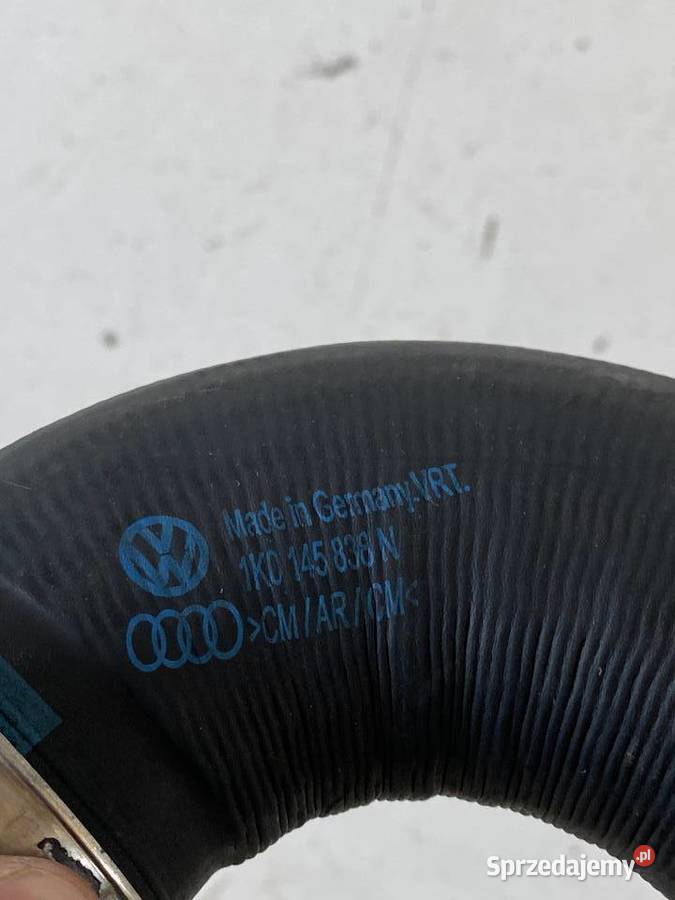 Made in Germany.VRT.
1K0 145 838 N
>CM/AR/CM<
Sprzedajemy.pl